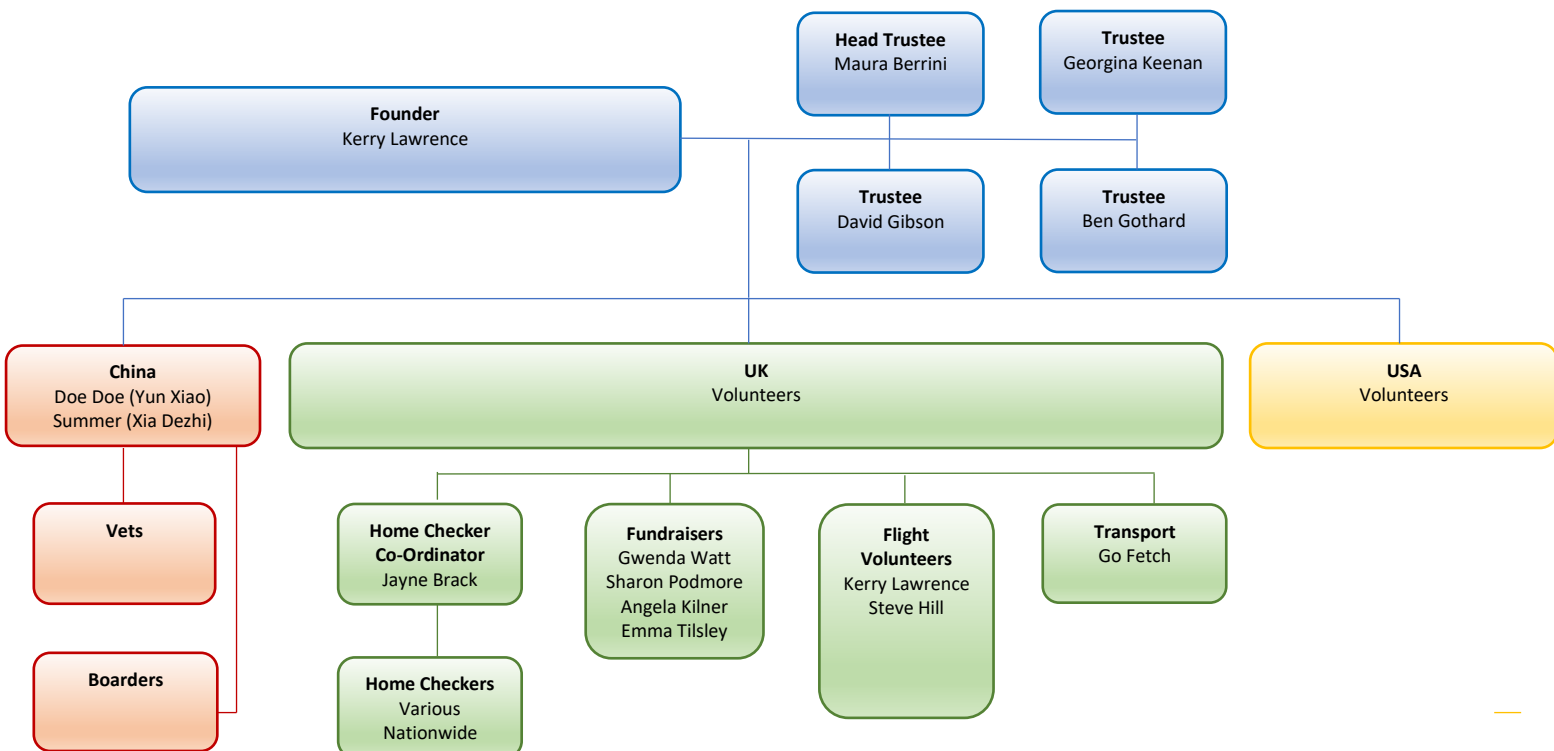 Head Trustee
Maura Berrini
Trustee
Georgina Keenan
Founder
Kerry Lawrence
Trustee
David Gibson
Trustee
Ben Gothard
China
Doe Doe (Yun Xiao)
Summer (Xia Dezhi)
UK
Volunteers
USA
Volunteers
Vets
Home Checker
Co-Ordinator
Jayne Brack
Fundraisers
Gwenda Watt
Sharon Podmore
Angela Kilner
Emma Tilsley
Flight
Volunteers
Kerry Lawrence
Steve Hill
Transport
Go Fetch
Boarders
Home Checkers
Various
Nationwide